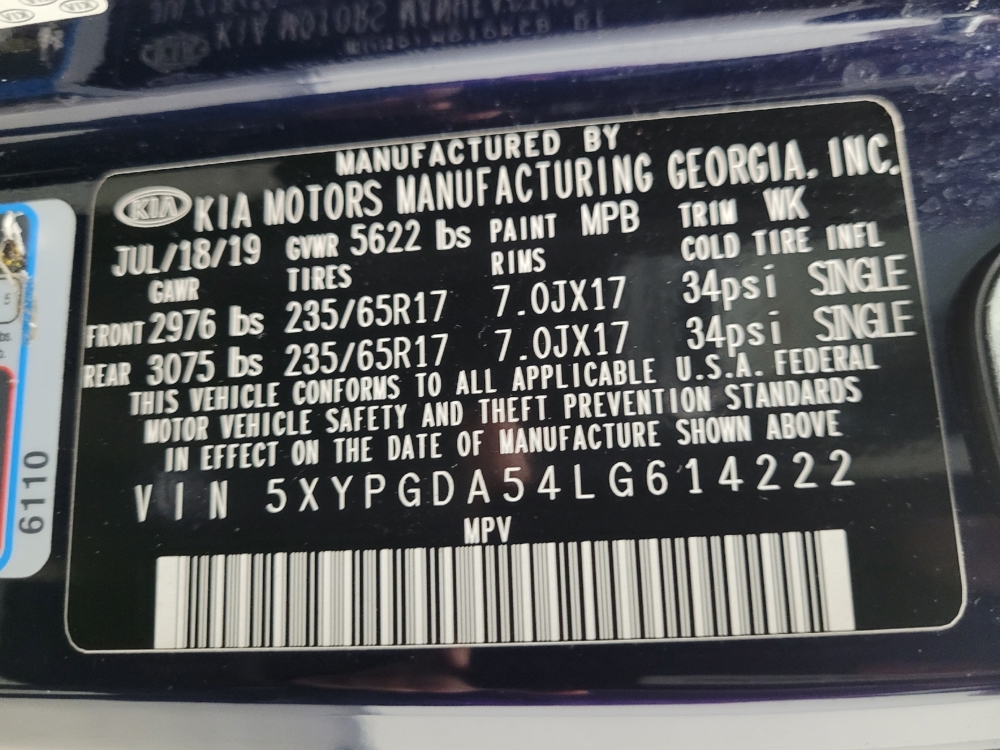 MANUFACTURED BY
KIA KIA MOTORS MANUFACTURING GEORGIA, INC.
JUL/18/19 GVWR 5622 lbs PAINT MPB TRIM WK
GAWR TIRES RIMS COLD TIRE INFL
FRONT 2976 lbs 235/65R17 7.0JX17 34psi SINGLE
REAR 3075 lbs 235/65R17 7.0JX17 34psi SINGLE
THIS VEHICLE CONFORMS TO ALL APPLICABLE U.S.A. FEDERAL
MOTOR VEHICLE SAFETY AND THEFT PREVENTION STANDARDS
IN EFFECT ON THE DATE OF MANUFACTURE SHOWN ABOVE
VIN 5XYPGDA54LG614222
MPV
6110